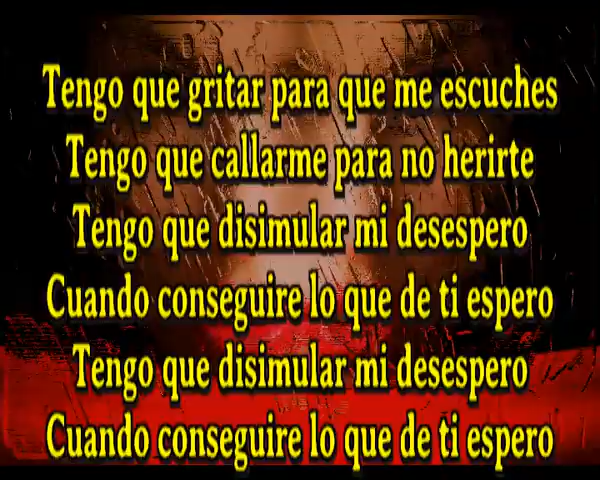 Tengo que gritar para que me escuches
Tengo que callarme para no herirte
Tengo que disimular mi desespero
Cuando conseguire lo que de ti espero
Tengo que disimular mi desespero
Cuando conseguire lo que de ti espero